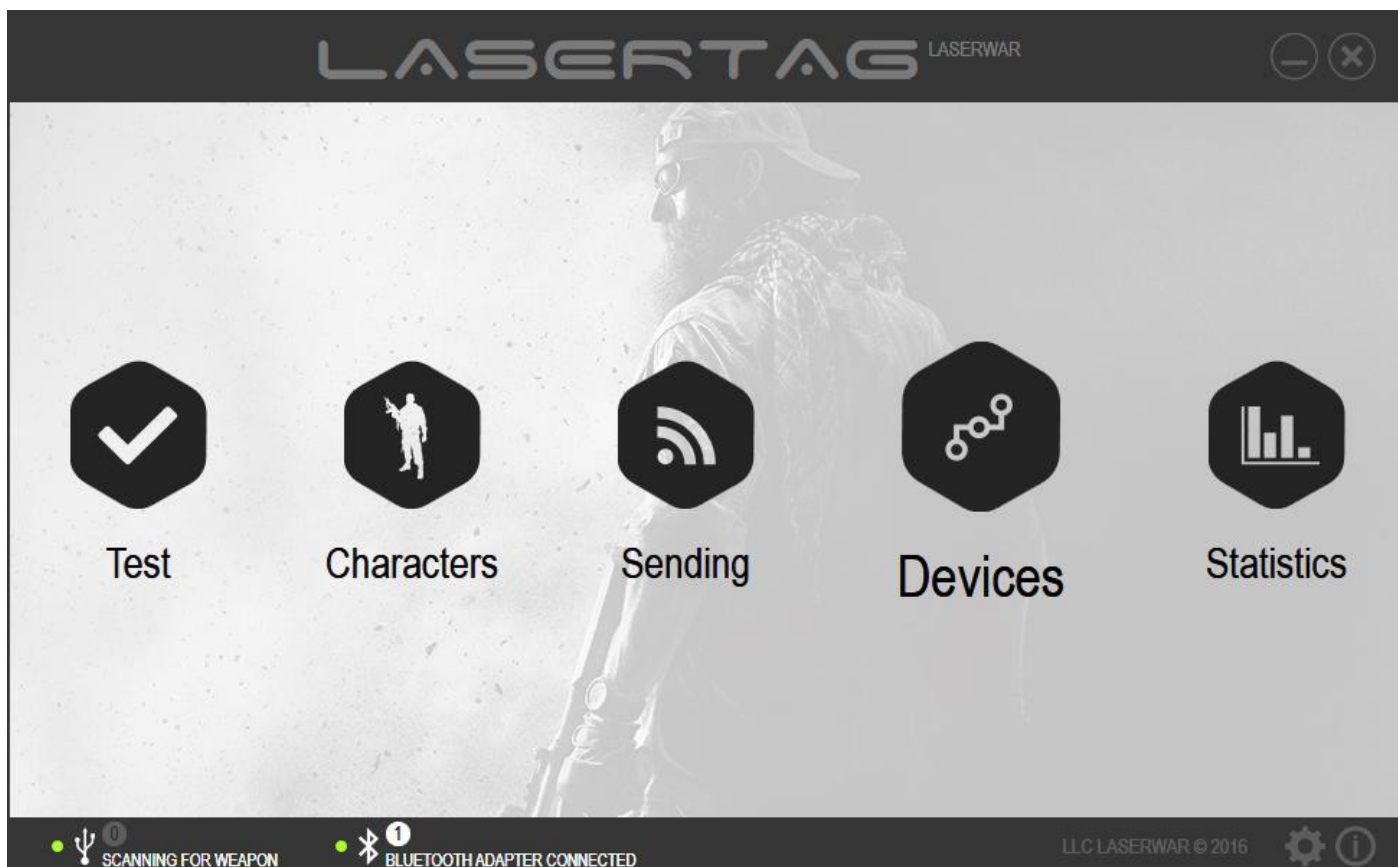 LASERTAG LASERWAR
Test Characters Sending Devices Statistics
0 1
SCANNING FOR WEAPON BLUETOOTH ADAPTER CONNECTED LLC LASERWAR © 2016